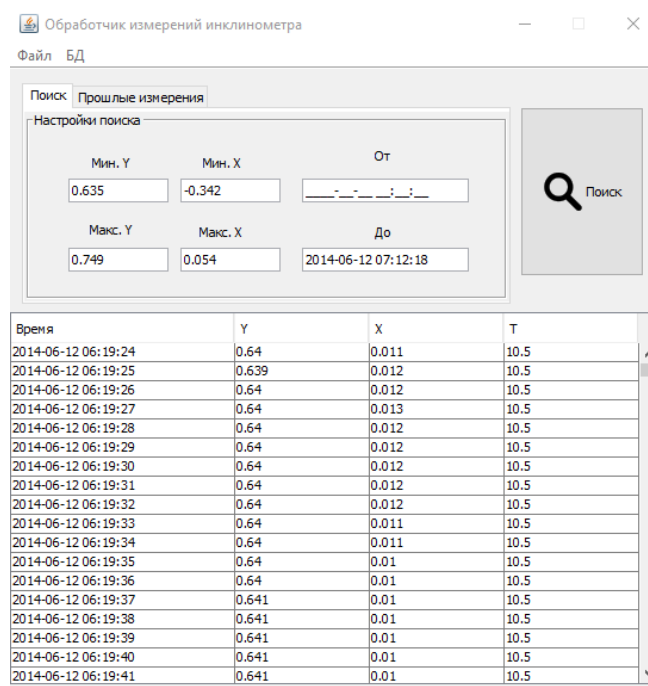 Обработчик измерений инклинометра
Файл БД
Поиск Прошлые измерения
Настройки поиска
Мин. Y Мин. X От
0.635 -0.342 ____-__-__ __:__:__
Поиск
Макс. Y Макс. X До
0.749 0.054 2014-06-12 07:12:18
Время Y X T
2014-06-12 06:19:24 0.64 0.011 10.5
2014-06-12 06:19:25 0.639 0.012 10.5
2014-06-12 06:19:26 0.64 0.012 10.5
2014-06-12 06:19:27 0.64 0.013 10.5
2014-06-12 06:19:28 0.64 0.012 10.5
2014-06-12 06:19:29 0.64 0.012 10.5
2014-06-12 06:19:30 0.64 0.012 10.5
2014-06-12 06:19:31 0.64 0.012 10.5
2014-06-12 06:19:32 0.64 0.012 10.5
2014-06-12 06:19:33 0.64 0.011 10.5
2014-06-12 06:19:34 0.64 0.011 10.5
2014-06-12 06:19:35 0.64 0.01 10.5
2014-06-12 06:19:36 0.64 0.01 10.5
2014-06-12 06:19:37 0.641 0.01 10.5
2014-06-12 06:19:38 0.641 0.01 10.5
2014-06-12 06:19:39 0.641 0.01 10.5
2014-06-12 06:19:40 0.641 0.01 10.5
2014-06-12 06:19:41 0.641 0.01 10.5